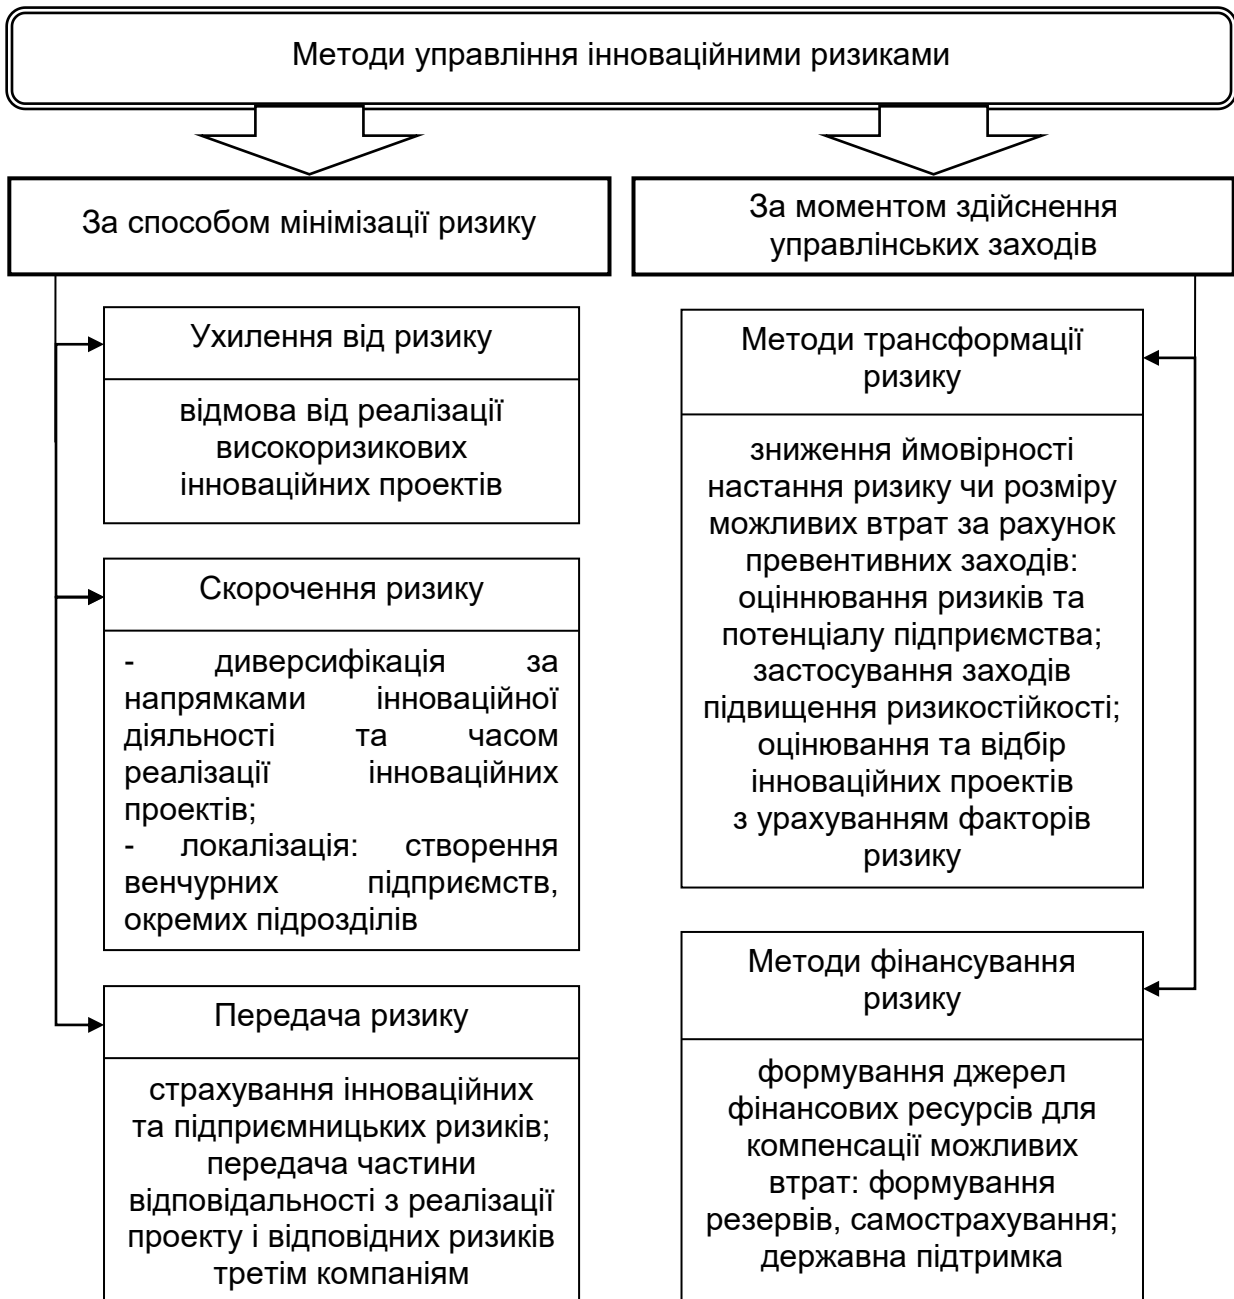 Методи управління інноваційними ризиками
За способом мінімізації ризику
За моментом здійснення
управлінських заходів
Ухилення від ризику
відмова від реалізації
високоризикових
інноваційних проектів
Скорочення ризику
- диверсифікація за
напрямками інноваційної
діяльності та часом
реалізації інноваційних
проектів;
- локалізація: створення
венчурних підприємств,
окремих підрозділів
Передача ризику
страхування інноваційних
та підприємницьких ризиків;
передача частини
відповідальності з реалізації
проекту і відповідних ризиків
третім компаніям
Методи трансформації
ризику
зниження ймовірності
настання ризику чи розміру
можливих втрат за рахунок
превентивних заходів:
оціннювання ризиків та
потенціалу підприємства;
застосування заходів
підвищення ризикостійкості;
оцінювання та відбір
інноваційних проектів
з урахуванням факторів
ризику
Методи фінансування
ризику
формування джерел
фінансових ресурсів для
компенсації можливих
втрат: формування
резервів, самострахування;
державна підтримка